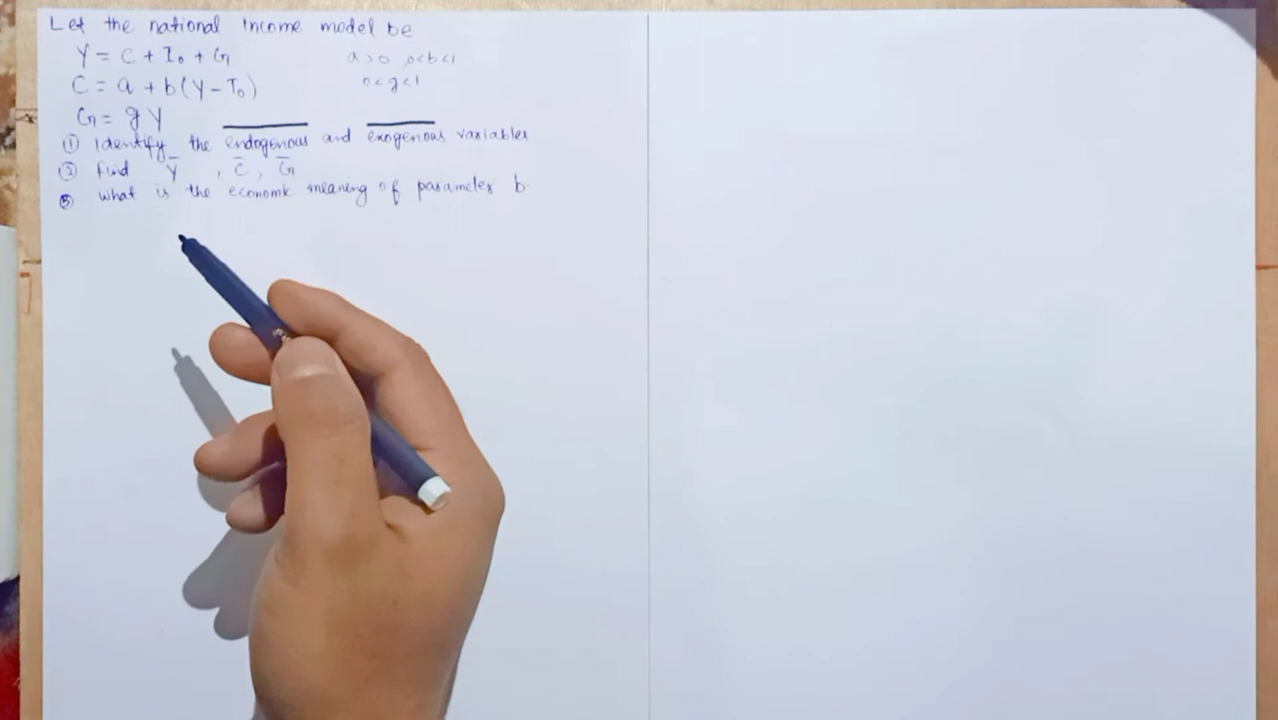 Let the national Income model be
Y = C + I₀ + G a>0 , 0<b<1
C = a + b(Y-T₀) 0<g<1
G = gY
① Identify the endogenous and exogenous variables
② Find Ȳ , C̄ , Ḡ
③ what is the economic meaning of parameter b.